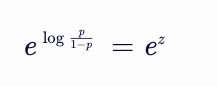 $e^{\log \frac{p}{1-p}} = e^z$